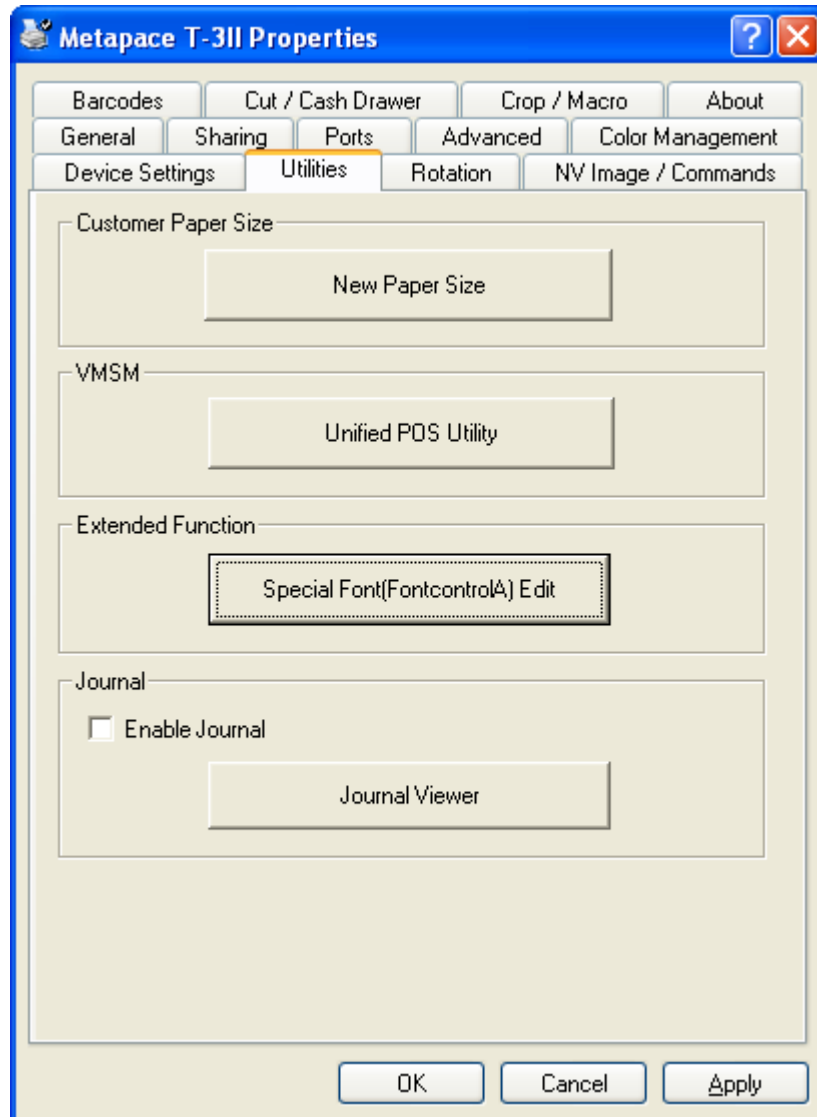 Metapace T-3II Properties
Barcodes Cut / Cash Drawer Crop / Macro About
General Sharing Ports Advanced Color Management
Device Settings Utilities Rotation NV Image / Commands
Customer Paper Size
New Paper Size
VMSM
Unified POS Utility
Extended Function
Special Font(FontcontrolA) Edit
Journal
Enable Journal
Journal Viewer
OK Cancel Apply